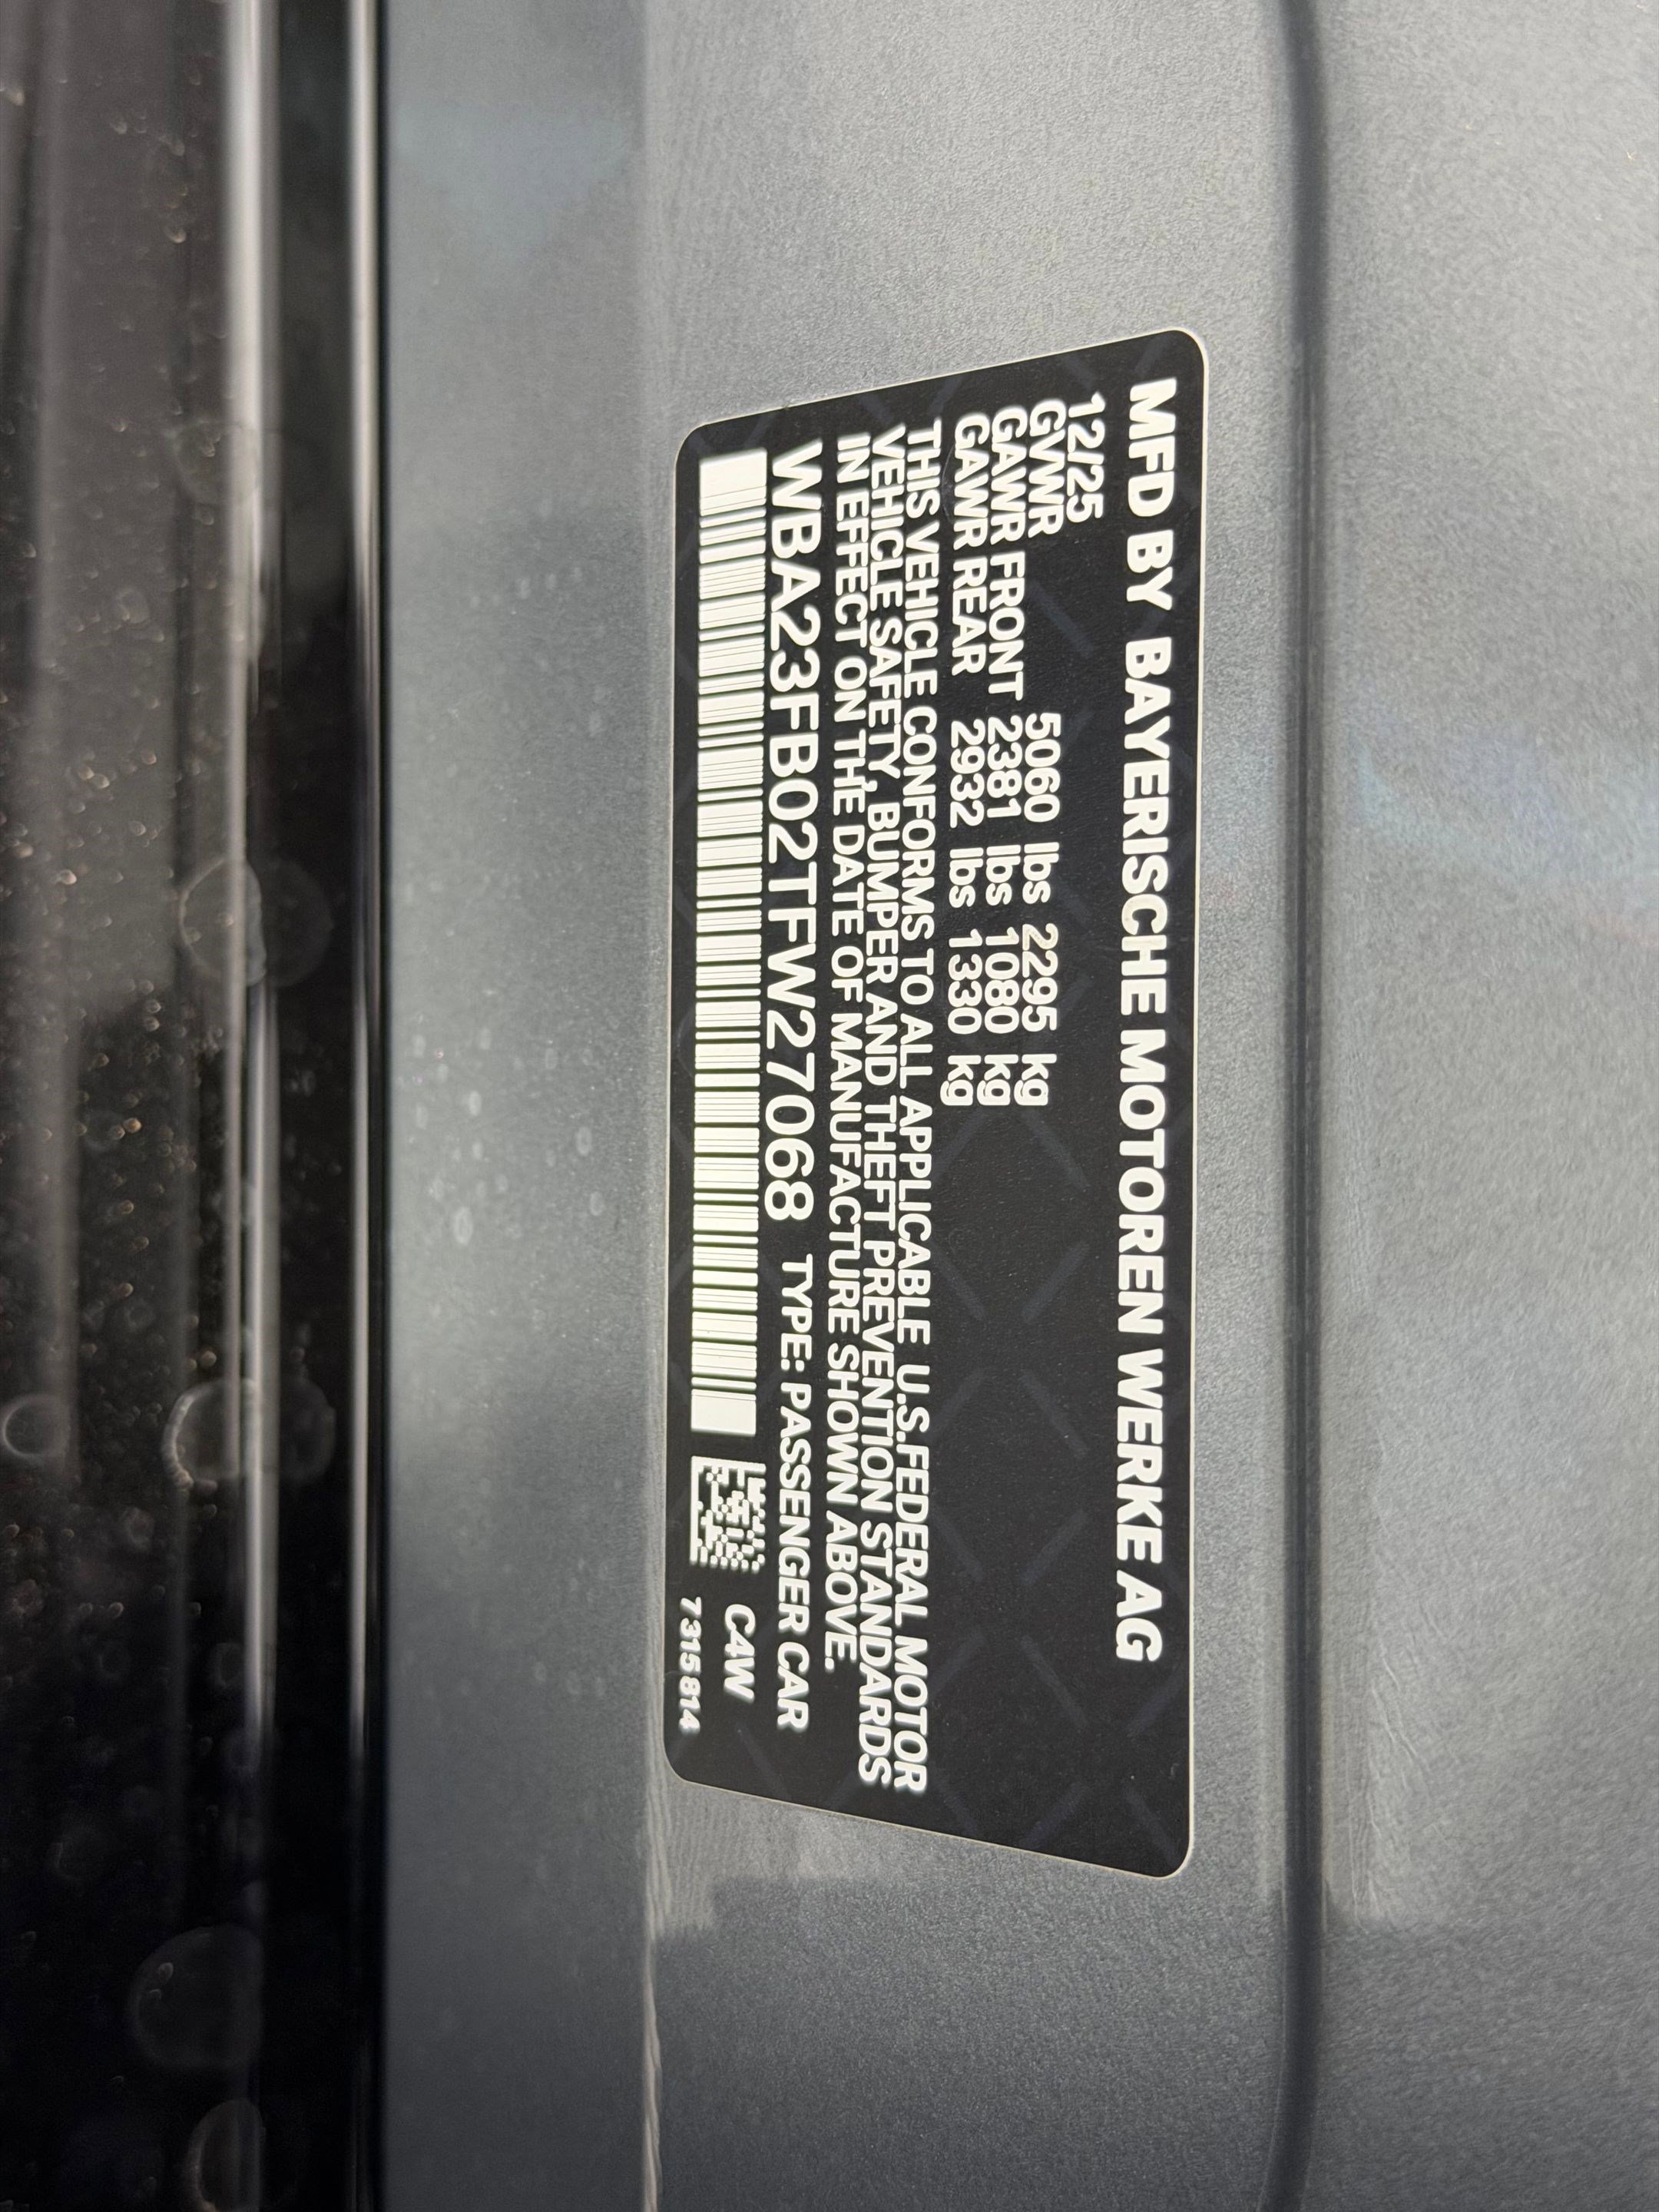 MFD BY BAYERISCHE MOTOREN WERKE AG
12/25
GVWR 5060 lbs 2295 kg
GAWR FRONT 2381 lbs 1080 kg
GAWR REAR 2932 lbs 1330 kg
THIS VEHICLE CONFORMS TO ALL APPLICABLE U.S.FEDERAL MOTOR
VEHICLE SAFETY, BUMPER AND THEFT PREVENTION STANDARDS
IN EFFECT ON THE DATE OF MANUFACTURE SHOWN ABOVE.
WBA23FB02TFW27068 TYPE: PASSENGER CAR
C4W
7315814